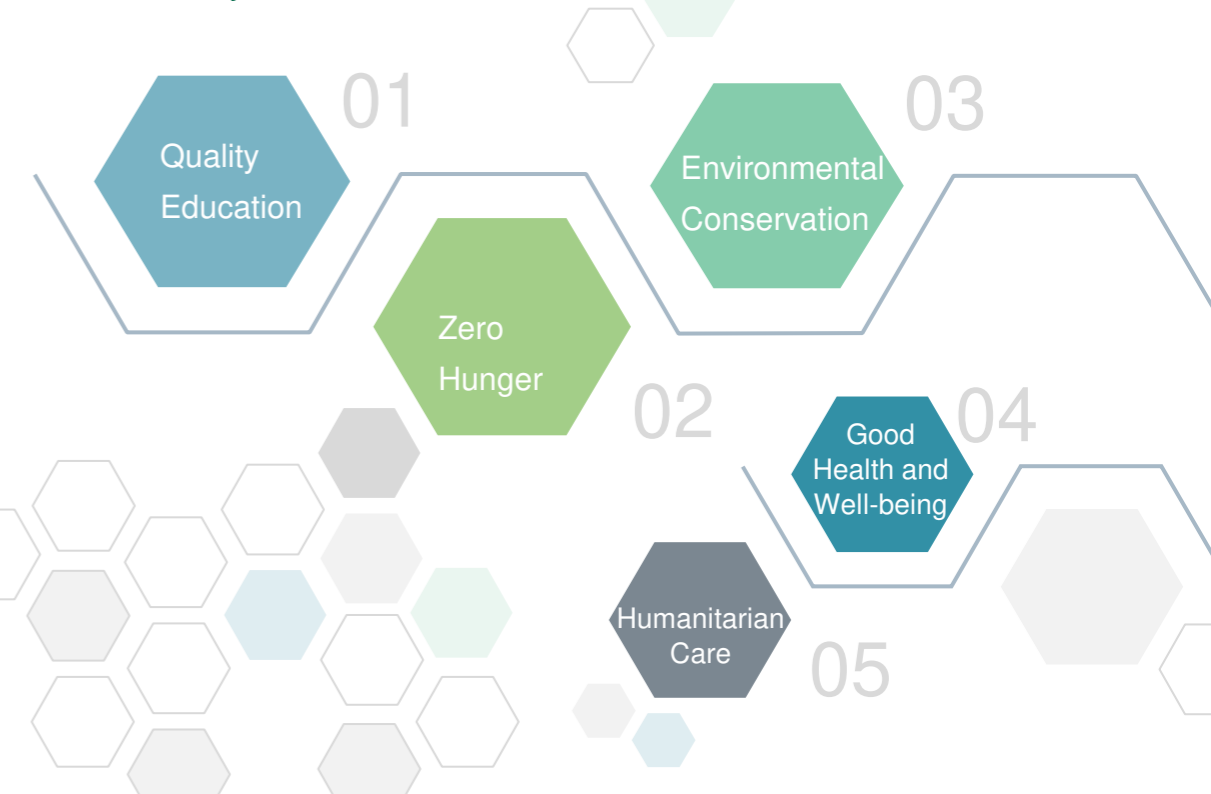 01
Quality
Education
Zero
Hunger
02
03
Environmental
Conservation
04
Good
Health and
Well-being
Humanitarian
Care
05